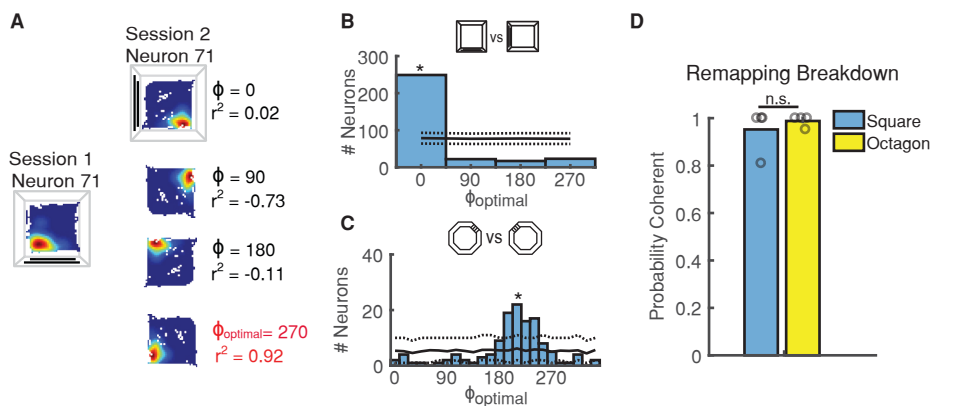 A
Session 2
Neuron 71
ϕ = 0
r² = 0.02
Session 1
Neuron 71
ϕ = 90
r² = -0.73
ϕ = 180
r² = -0.11
ϕoptimal= 270
r² = 0.92
B
vs
300
200
100
0
# Neurons
*
0 90 180 270
ϕoptimal
C
vs
40
20
0
# Neurons
*
0 90 180 270
ϕoptimal
D
Remapping Breakdown
n.s.
Square
Octagon
1
0.8
0.6
0.4
0.2
0
Probability Coherent